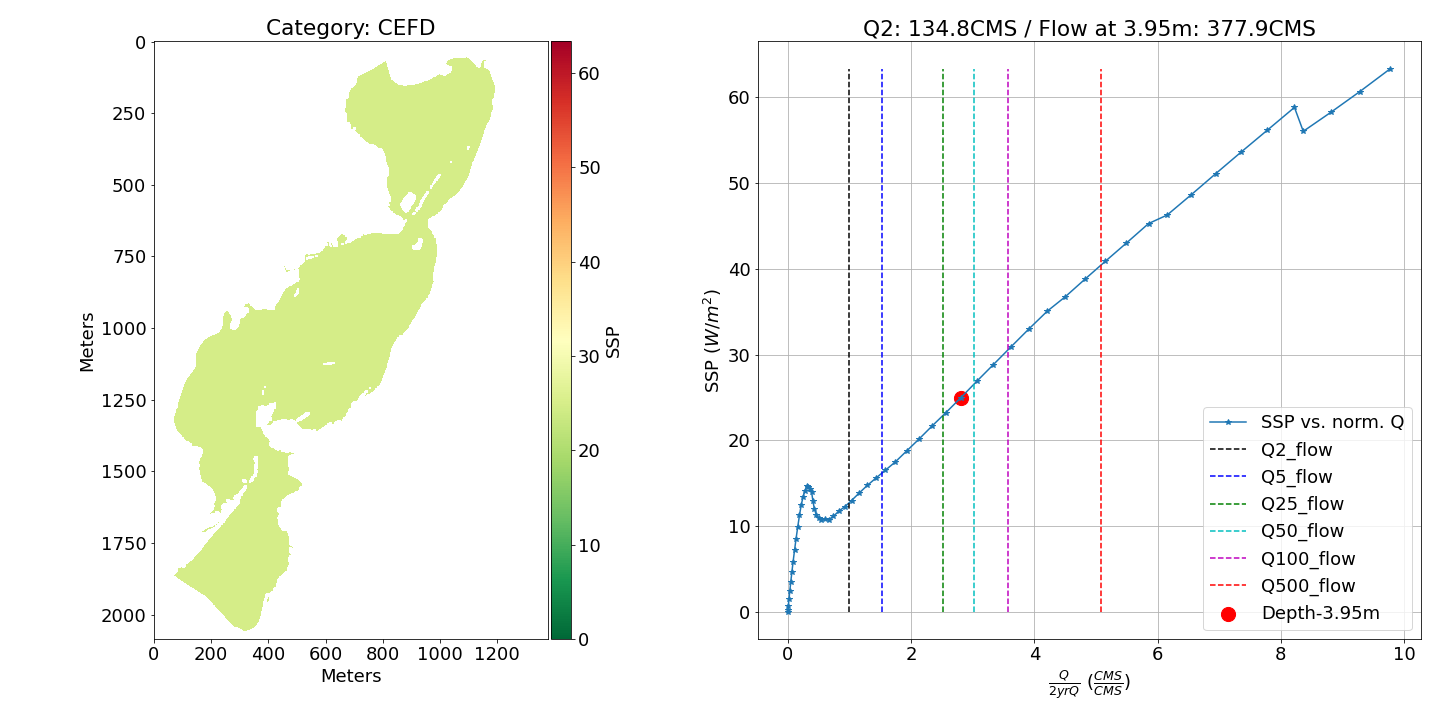 Category: CEFD
0
250
500
750
1000
1250
1500
1750
2000
Meters
0 200 400 600 800 1000 1200
Meters
60
50
40
30
20
10
0
SSP
Q2: 134.8CMS / Flow at 3.95m: 377.9CMS
60
50
40
30
20
10
0
SSP (W/m²)
0 2 4 6 8 10
Q/2yrQ (CMS/CMS)
SSP vs. norm. Q
Q2_flow
Q5_flow
Q25_flow
Q50_flow
Q100_flow
Q500_flow
Depth-3.95m